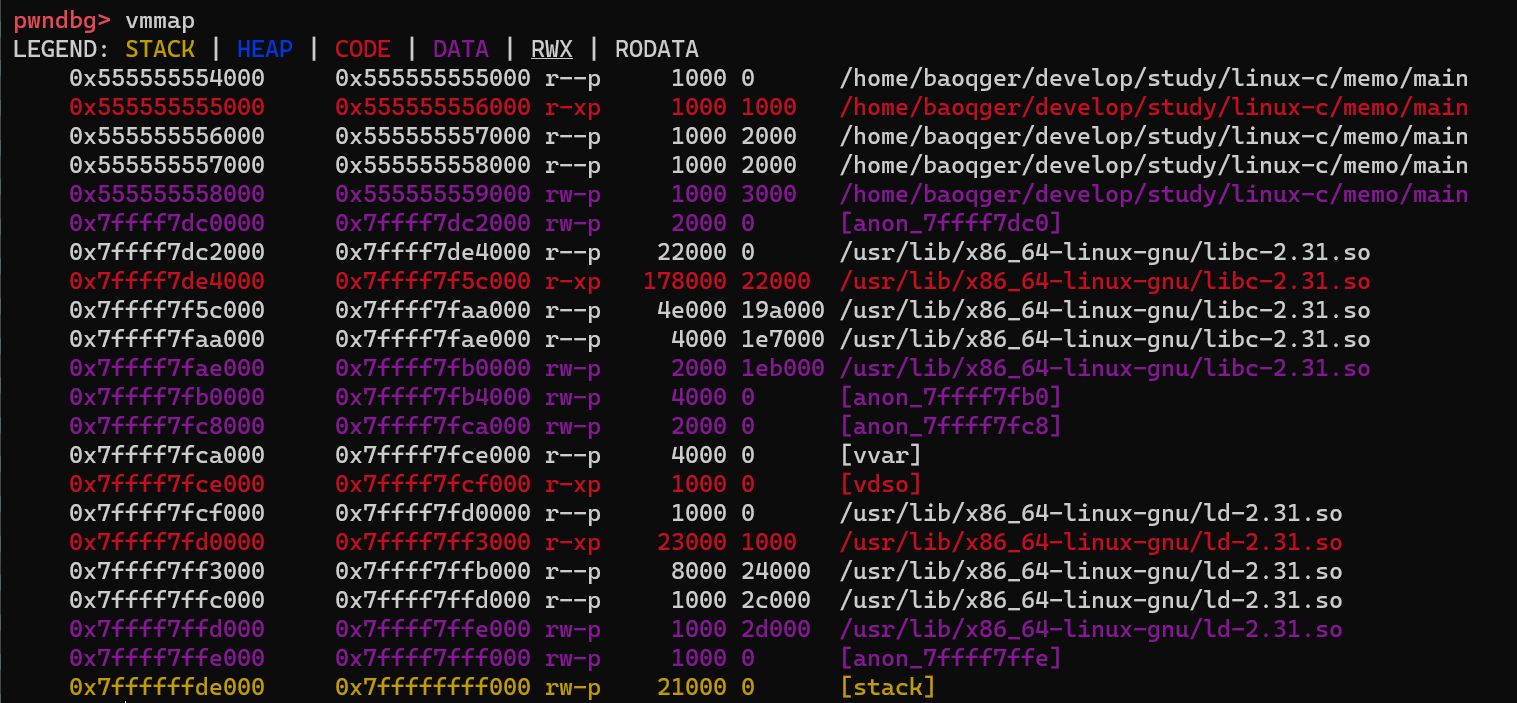 pwndbg> vmmap
LEGEND: STACK | HEAP | CODE | DATA | RWX | RODATA
0x555555554000 0x555555555000 r--p 1000 0 /home/baoqger/develop/study/linux-c/memo/main
0x555555555000 0x555555556000 r-xp 1000 1000 /home/baoqger/develop/study/linux-c/memo/main
0x555555556000 0x555555557000 r--p 1000 2000 /home/baoqger/develop/study/linux-c/memo/main
0x555555557000 0x555555558000 r--p 1000 2000 /home/baoqger/develop/study/linux-c/memo/main
0x555555558000 0x555555559000 rw-p 1000 3000 /home/baoqger/develop/study/linux-c/memo/main
0x7ffff7dc0000 0x7ffff7dc2000 rw-p 2000 0 [anon_7ffff7dc0]
0x7ffff7dc2000 0x7ffff7de4000 r--p 22000 0 /usr/lib/x86_64-linux-gnu/libc-2.31.so
0x7ffff7de4000 0x7ffff7f5c000 r-xp 178000 22000 /usr/lib/x86_64-linux-gnu/libc-2.31.so
0x7ffff7f5c000 0x7ffff7faa000 r--p 4e000 19a000 /usr/lib/x86_64-linux-gnu/libc-2.31.so
0x7ffff7faa000 0x7ffff7fae000 r--p 4000 1e7000 /usr/lib/x86_64-linux-gnu/libc-2.31.so
0x7ffff7fae000 0x7ffff7fb0000 rw-p 2000 1eb000 /usr/lib/x86_64-linux-gnu/libc-2.31.so
0x7ffff7fb0000 0x7ffff7fb4000 rw-p 4000 0 [anon_7ffff7fb0]
0x7ffff7fc8000 0x7ffff7fca000 rw-p 2000 0 [anon_7ffff7fc8]
0x7ffff7fca000 0x7ffff7fce000 r--p 4000 0 [vvar]
0x7ffff7fce000 0x7ffff7fcf000 r-xp 1000 0 [vdso]
0x7ffff7fcf000 0x7ffff7fd0000 r--p 1000 0 /usr/lib/x86_64-linux-gnu/ld-2.31.so
0x7ffff7fd0000 0x7ffff7ff3000 r-xp 23000 1000 /usr/lib/x86_64-linux-gnu/ld-2.31.so
0x7ffff7ff3000 0x7ffff7ffb000 r--p 8000 24000 /usr/lib/x86_64-linux-gnu/ld-2.31.so
0x7ffff7ffc000 0x7ffff7ffd000 r--p 1000 2c000 /usr/lib/x86_64-linux-gnu/ld-2.31.so
0x7ffff7ffd000 0x7ffff7ffe000 rw-p 1000 2d000 /usr/lib/x86_64-linux-gnu/ld-2.31.so
0x7ffff7ffe000 0x7ffff7fff000 rw-p 1000 0 [anon_7ffff7ffe]
0x7ffffffde000 0x7ffffffff000 rw-p 21000 0 [stack]